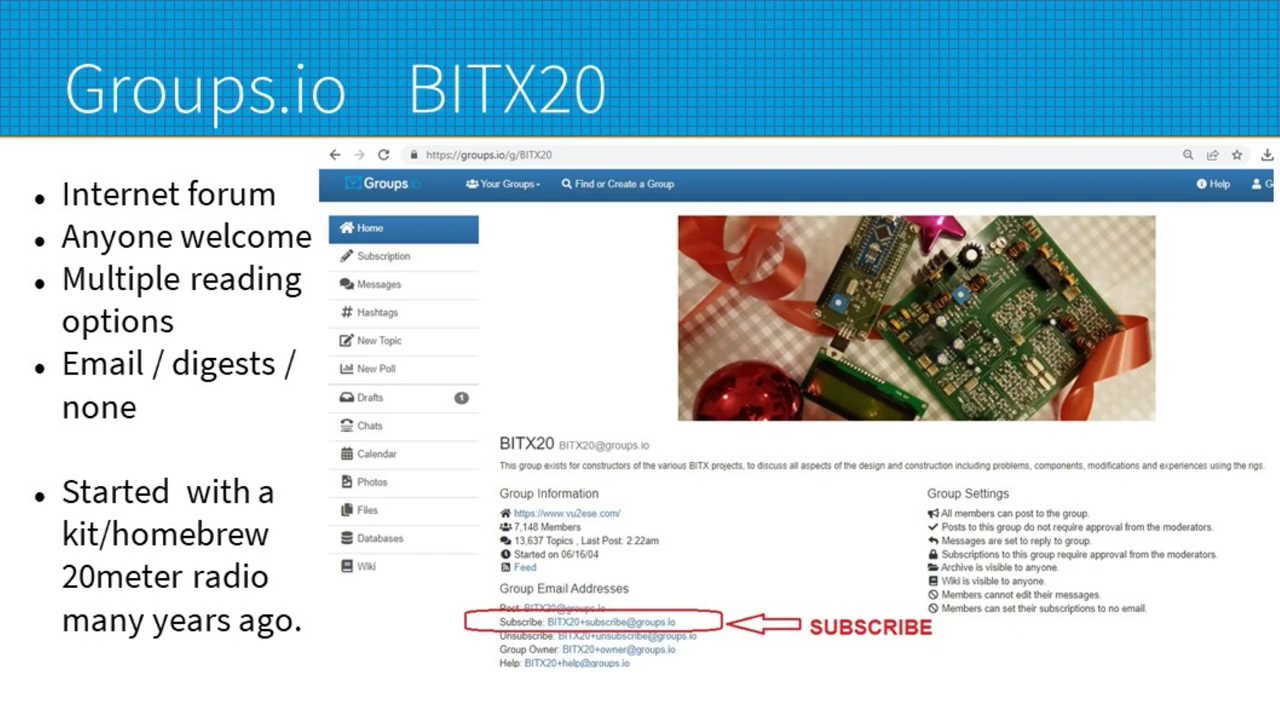 Groups.io BITX20
Internet forum
Anyone welcome
Multiple reading
options
Email / digests /
none
Started with a
kit/homebrew
20meter radio
many years ago.
https://groups.io/g/BITX20
Groups.io
Your Groups
Find or Create a Group
Help
G
Home
Subscription
Messages
Hashtags
New Topic
New Poll
Drafts 1
Chats
Calendar
Photos
Files
Databases
Wiki
BITX20 BITX20@groups.io
This group exists for constructors of the various BITX projects, to discuss all aspects of the design and construction including problems, components, modifications and experiences using the rigs.
Group Information
https://www.vu2ese.com/
7,148 Members
13,637 Topics , Last Post: 2:22am
Started on 06/16/04
Feed
Group Email Addresses
Post: BITX20@groups.io
Subscribe: BITX20+subscribe@groups.io
Unsubscribe: BITX20+unsubscribe@groups.io
Group Owner: BITX20+owner@groups.io
Help: BITX20+help@groups.io
SUBSCRIBE
Group Settings
All members can post to the group.
Posts to this group do not require approval from the moderators.
Messages are set to reply to group.
Subscriptions to this group require approval from the moderators.
Archive is visible to anyone.
Wiki is visible to anyone.
Members cannot edit their messages.
Members can set their subscriptions to no email.